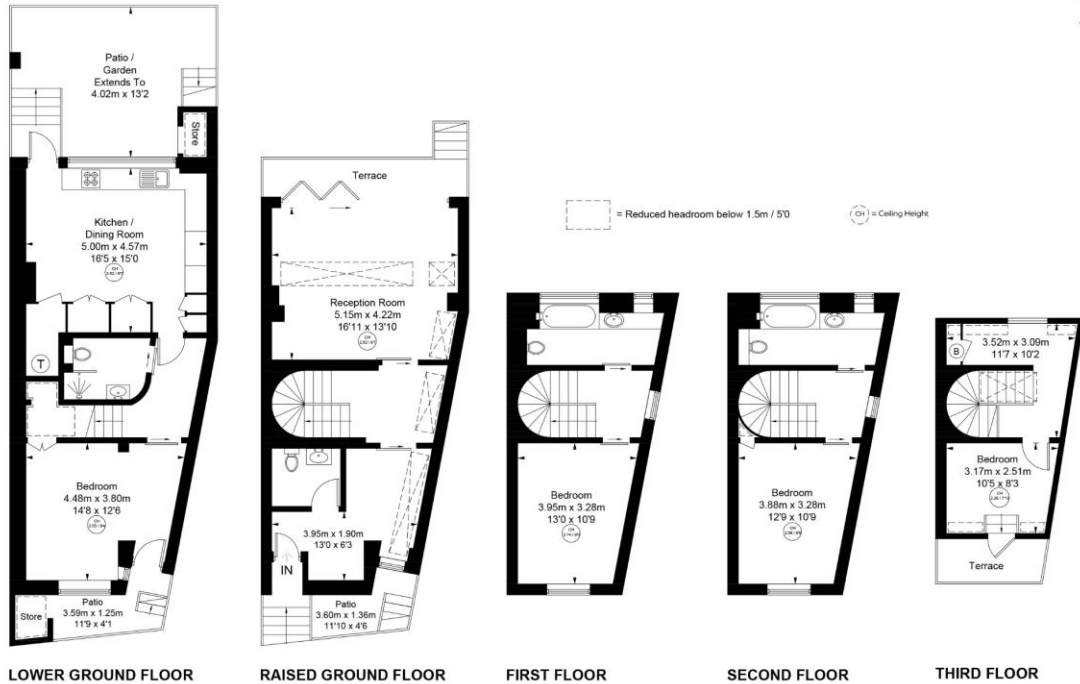 Patio /
Garden
Extends To
4.02m x 13'2
Store
Kitchen /
Dining Room
5.00m x 4.57m
16'5 x 15'0
CH
T
Bedroom
4.48m x 3.80m
14'8 x 12'6
CH
Store
Patio
3.59m x 1.25m
11'9 x 4'1
LOWER GROUND FLOOR
Terrace
Reception Room
5.15m x 4.22m
16'11 x 13'10
CH
3.95m x 1.90m
13'0 x 6'3
IN
Patio
3.60m x 1.36m
11'10 x 4'6
RAISED GROUND FLOOR
= Reduced headroom below 1.5m / 5'0
CH = Ceiling Height
Bedroom
3.95m x 3.28m
13'0 x 10'9
CH
FIRST FLOOR
Bedroom
3.88m x 3.28m
12'9 x 10'9
CH
SECOND FLOOR
B
3.52m x 3.09m
11'7 x 10'2
Bedroom
3.17m x 2.51m
10'5 x 8'3
CH
Terrace
THIRD FLOOR